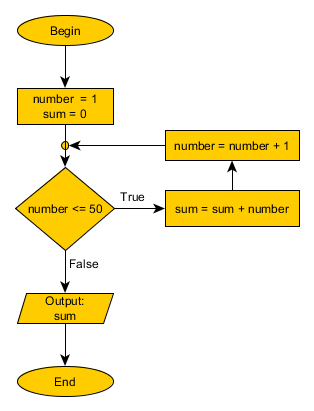 Begin
number = 1
sum = 0
number = number + 1
number <= 50
True
sum = sum + number
False
Output:
sum
End